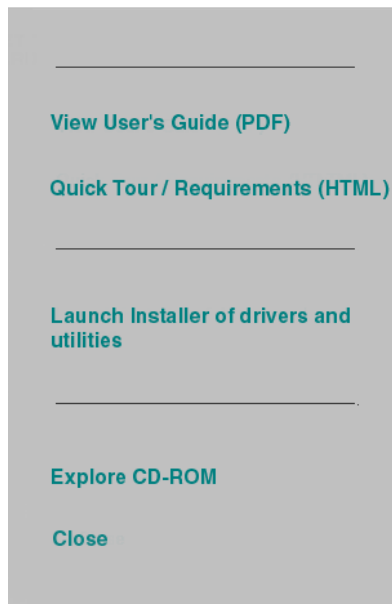 View User's Guide (PDF)
Quick Tour / Requirements (HTML)
Launch Installer of drivers and
utilities
Explore CD-ROM
Close